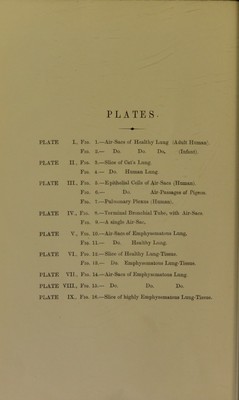 PLATES.
PLATE I. Fig. 1.—Air-Sacs of Healthy Lung (Adult Human).
Fig. 2.— Do. Do. Do. (Infant).
PLATE II. Fig. 3.—Slice of Cat's Lung.
Fig. 4.— Do. Human Lung.
PLATE III. Fig. 5.—Epithelial Cells of Air-Sacs (Human).
Fig. 6.— Do. Air-Passages of Pigeon.
Fig. 7.—Pulmonary Plexus (Human).
PLATE IV. Fig. 8.—Terminal Bronchial Tube, with Air-Sacs.
Fig. 9.—A single Air-Sac.
PLATE V. Fig. 10.—Air-Sacs of Emphysematous Lung.
Fig. 11.— Do. Healthy Lung.
PLATE VI. Fig. 12.—Slice of Healthy Lung-Tissue.
Fig. 13.— Do. Emphysematous Lung-Tissue.
PLATE VII. Fig. 14.—Air-Sacs of Emphysematous Lung.
PLATE VIII. Fig. 15.— Do. Do. Do.
PLATE IX. Fig. 16.—Slice of highly Emphysematous Lung-Tissue.